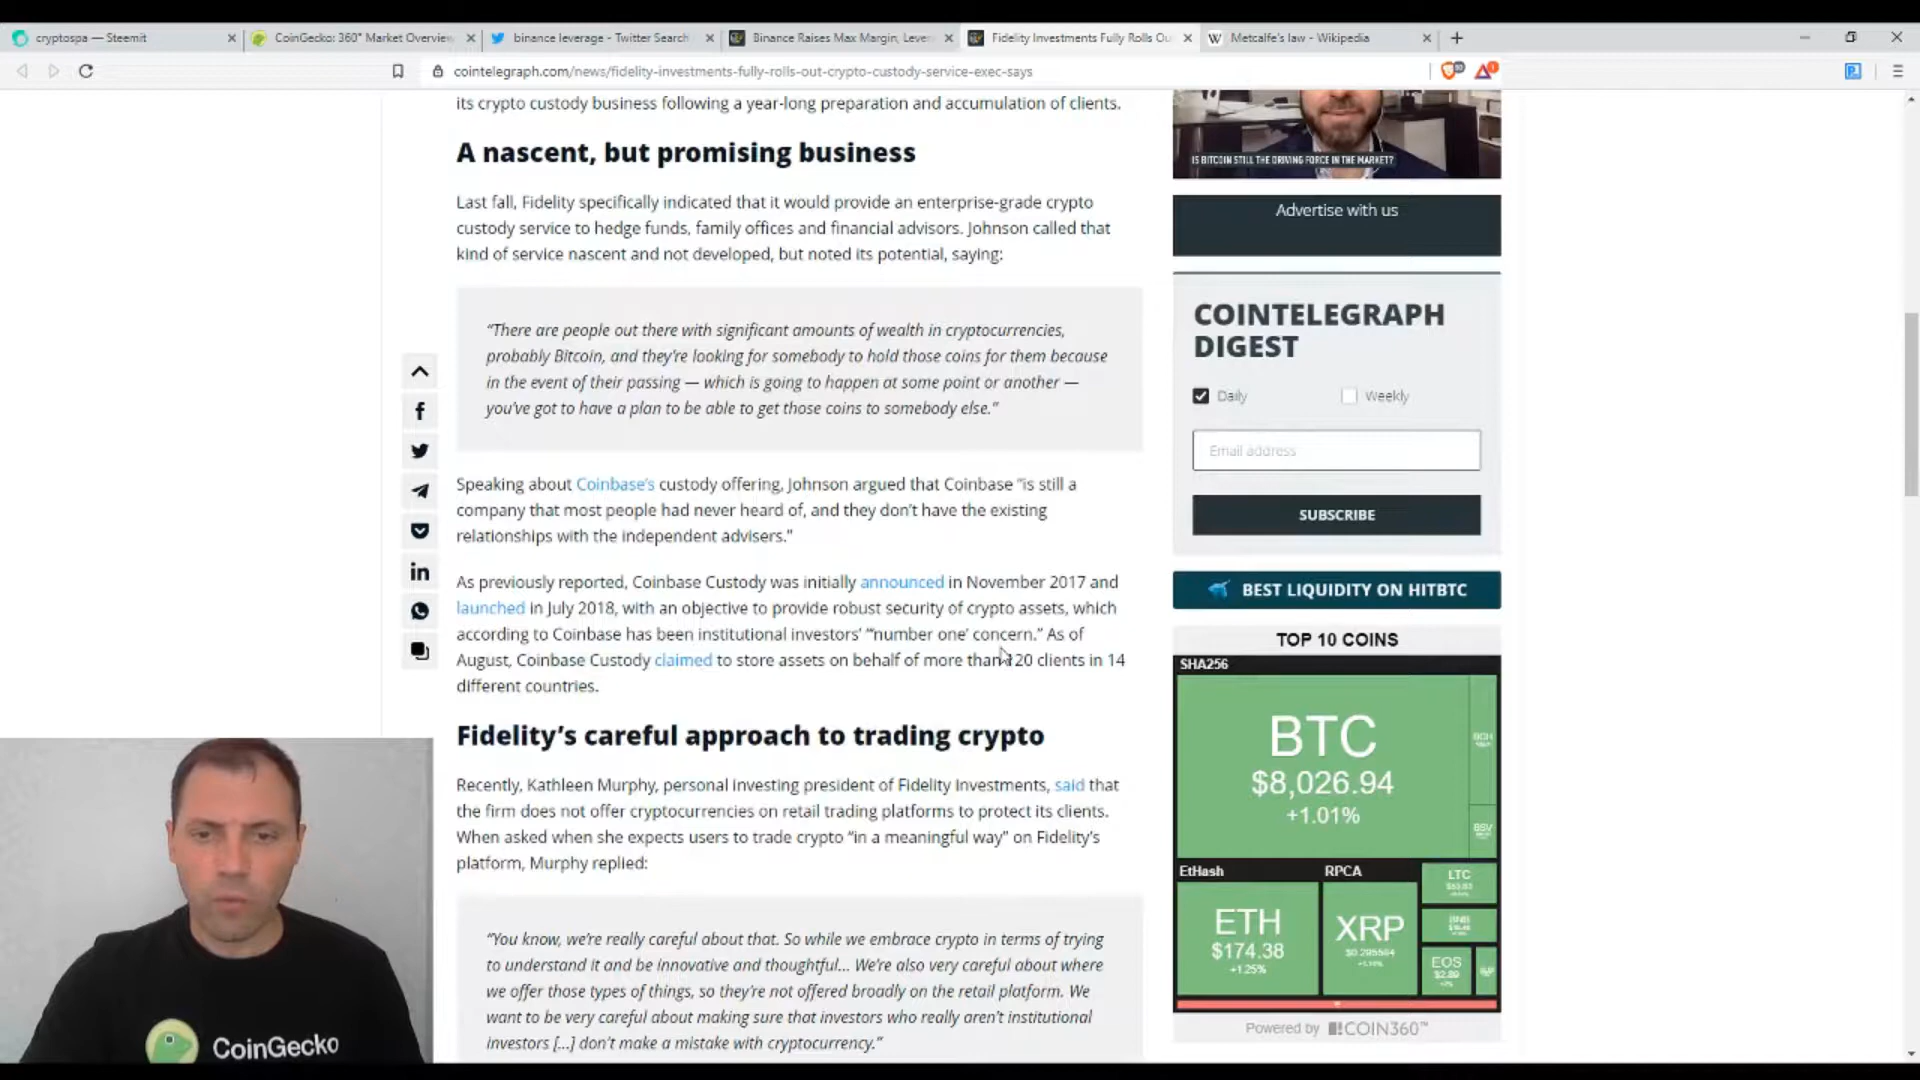 cryptospa — Steemit
CoinGecko: 360° Market Overview
binance leverage - Twitter Search
Binance Raises Max Margin, Lever
Fidelity Investments Fully Rolls Ou
W Metcalfe's law - Wikipedia
cointelegraph.com/news/fidelity-investments-fully-rolls-out-crypto-custody-service-exec-says
its crypto custody business following a year-long preparation and accumulation of clients.
A nascent, but promising business
Last fall, Fidelity specifically indicated that it would provide an enterprise-grade crypto
custody service to hedge funds, family offices and financial advisors. Johnson called that
kind of service nascent and not developed, but noted its potential, saying:
“There are people out there with significant amounts of wealth in cryptocurrencies,
probably Bitcoin, and they’re looking for somebody to hold those coins for them because
in the event of their passing — which is going to happen at some point or another —
you’ve got to have a plan to be able to get those coins to somebody else.”
Speaking about Coinbase’s custody offering, Johnson argued that Coinbase “is still a
company that most people had never heard of, and they don’t have the existing
relationships with the independent advisers.”
As previously reported, Coinbase Custody was initially announced in November 2017 and
launched in July 2018, with an objective to provide robust security of crypto assets, which
according to Coinbase has been institutional investors’ “‘number one’ concern.” As of
August, Coinbase Custody claimed to store assets on behalf of more than 120 clients in 14
different countries.
Fidelity’s careful approach to trading crypto
Recently, Kathleen Murphy, personal investing president of Fidelity Investments, said that
the firm does not offer cryptocurrencies on retail trading platforms to protect its clients.
When asked when she expects users to trade crypto “in a meaningful way” on Fidelity’s
platform, Murphy replied:
“You know, we’re really careful about that. So while we embrace crypto in terms of trying
to understand it and be innovative and thoughtful... We’re also very careful about where
we offer those types of things, so they’re not offered broadly on the retail platform. We
want to be very careful about making sure that investors who really aren’t institutional
investors [...] don’t make a mistake with cryptocurrency.”
IS BITCOIN STILL THE DRIVING FORCE IN THE MARKET?
Advertise with us
COINTELEGRAPH
DIGEST
Daily
Weekly
Email address
SUBSCRIBE
BEST LIQUIDITY ON HITBTC
TOP 10 COINS
SHA256
BTC
$8,026.94
+1.01%
BCH
BSV
EtHash
ETH
$174.38
+1.25%
RPCA
XRP
LTC
BNB
EOS
$2.89
Powered by COIN360™
CoinGecko